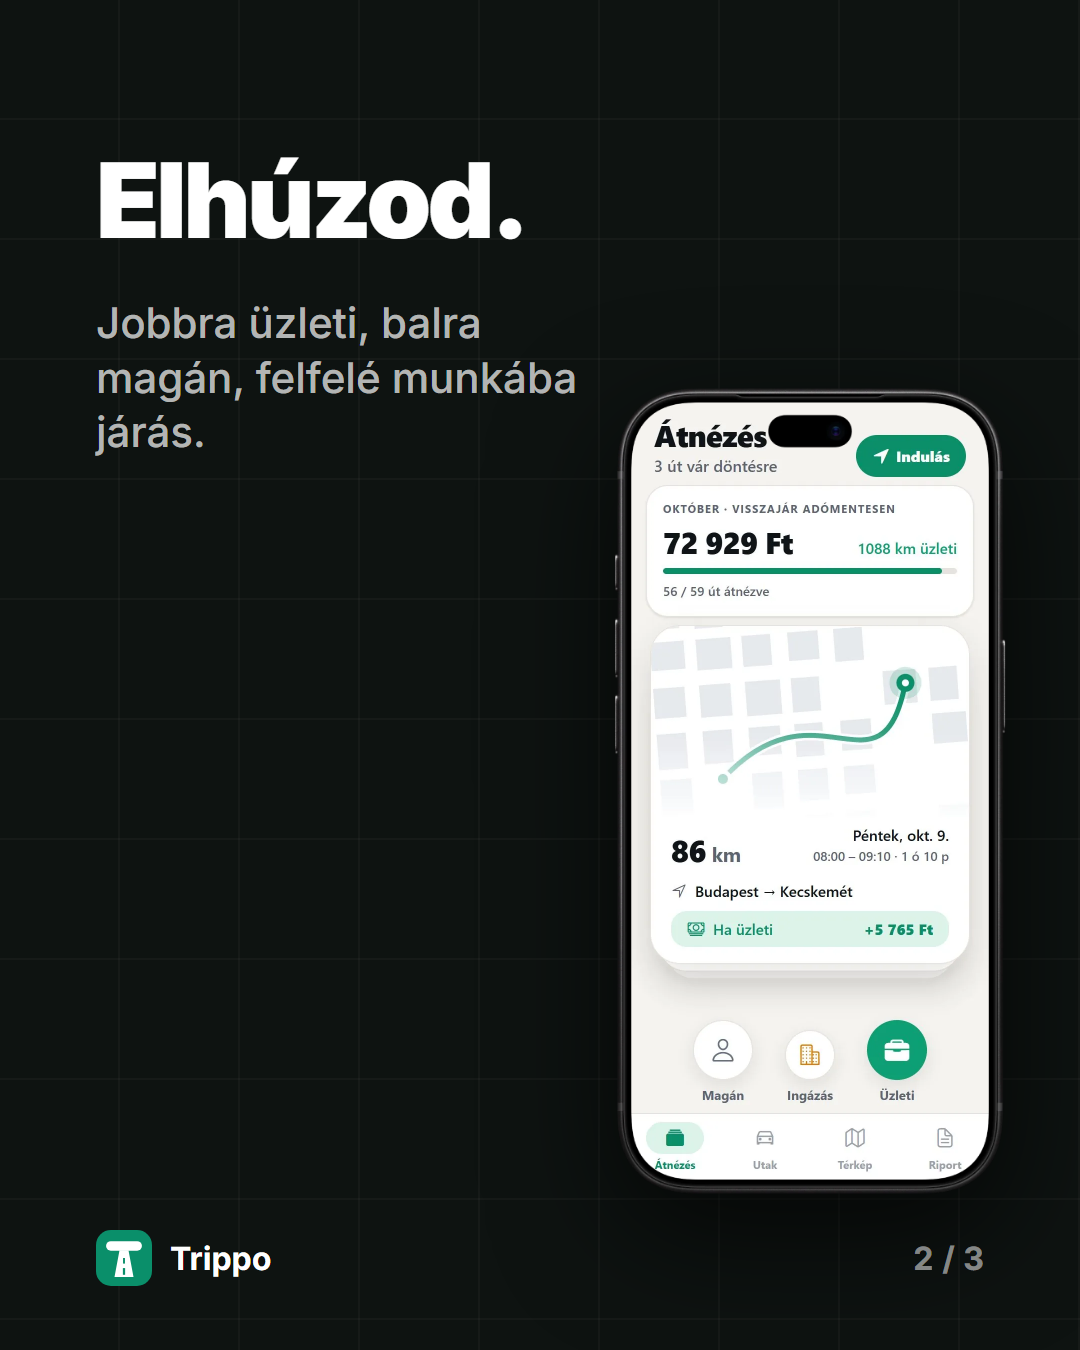 Elhúzod.
Jobbra üzleti, balra
magán, felfelé munkába
járás.
Átnézés
3 út vár döntésre
Indulás
OKTÓBER · VISSZAJÁR ADÓMENTESEN
72 929 Ft
1088 km üzleti
56 / 59 út átnézve
86 km
Péntek, okt. 9.
08:00 – 09:10 · 1 ó 10 p
Budapest → Kecskemét
Ha üzleti
+5 765 Ft
Magán
Ingázás
Üzleti
Átnézés
Utak
Térkép
Riport
Trippo
2 / 3